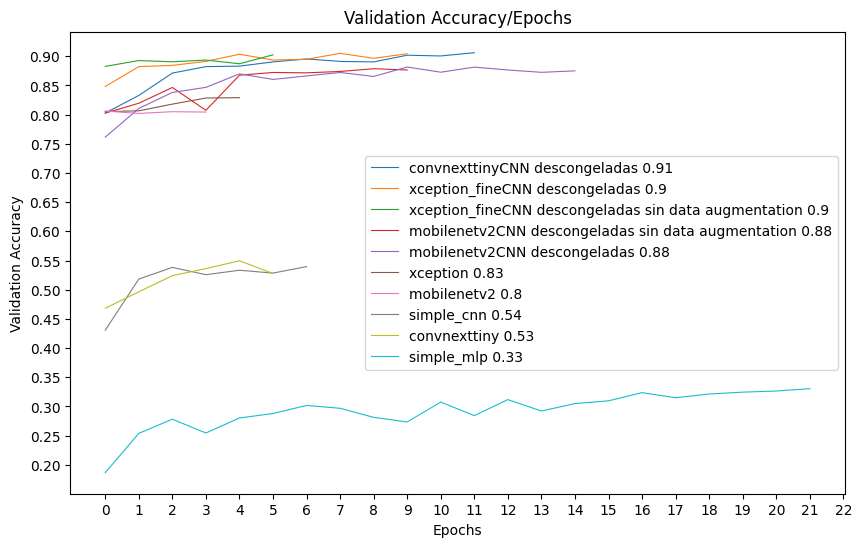 Validation Accuracy/Epochs
Validation Accuracy
0.90
0.85
0.80
0.75
0.70
0.65
0.60
0.55
0.50
0.45
0.40
0.35
0.30
0.25
0.20
convnexttinyCNN descongeladas 0.91
xception_fineCNN descongeladas 0.9
xception_fineCNN descongeladas sin data augmentation 0.9
mobilenetv2CNN descongeladas sin data augmentation 0.88
mobilenetv2CNN descongeladas 0.88
xception 0.83
mobilenetv2 0.8
simple_cnn 0.54
convnexttiny 0.53
simple_mlp 0.33
0 1 2 3 4 5 6 7 8 9 10 11 12 13 14 15 16 17 18 19 20 21 22
Epochs